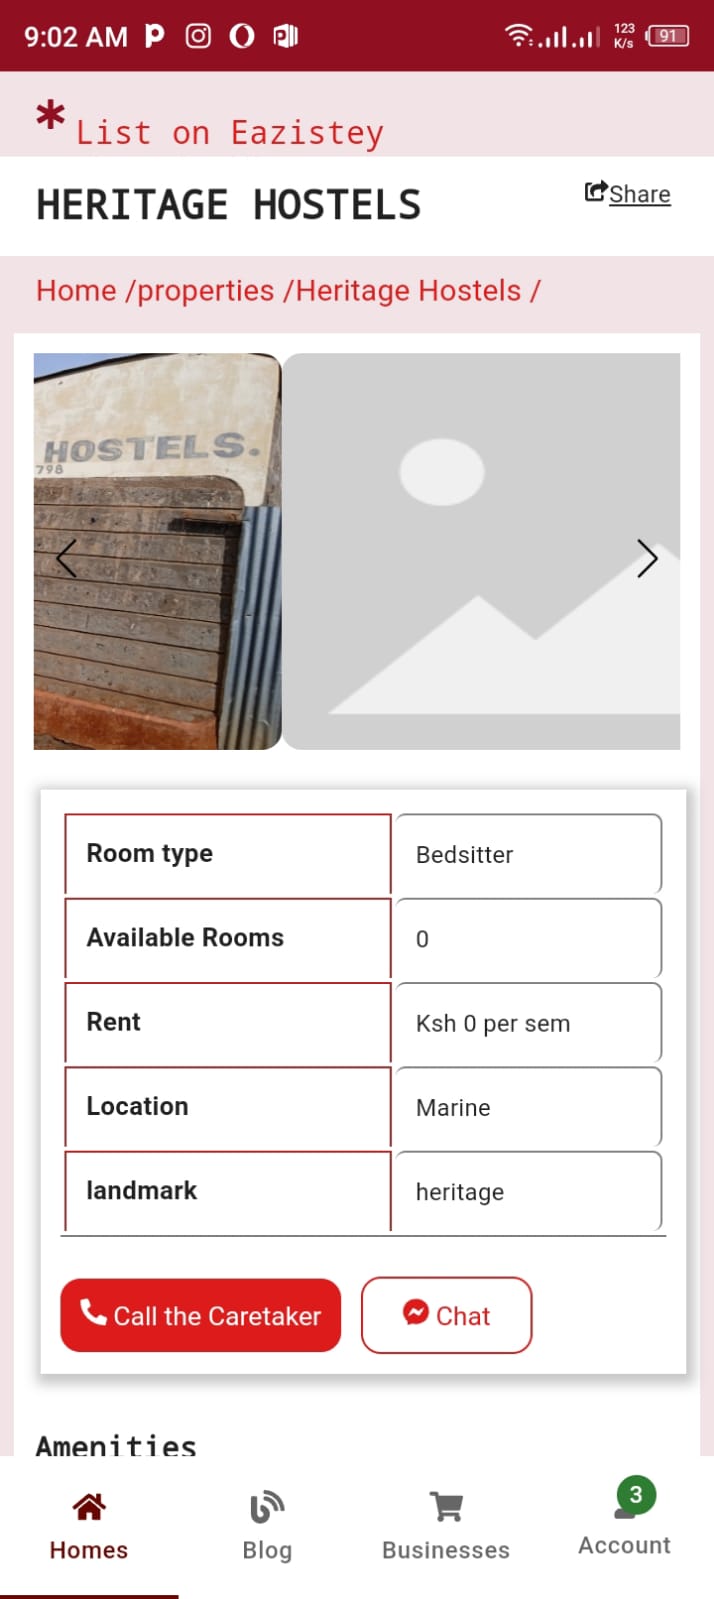 9:02 AM
123
K/s
91
* List on Eazistey
HERITAGE HOSTELS
Share
Home /properties /Heritage Hostels /
HOSTELS.
798
Room type
Bedsitter
Available Rooms
0
Rent
Ksh 0 per sem
Location
Marine
landmark
heritage
Call the Caretaker
Chat
Amenities
Homes
Blog
Businesses
3
Account